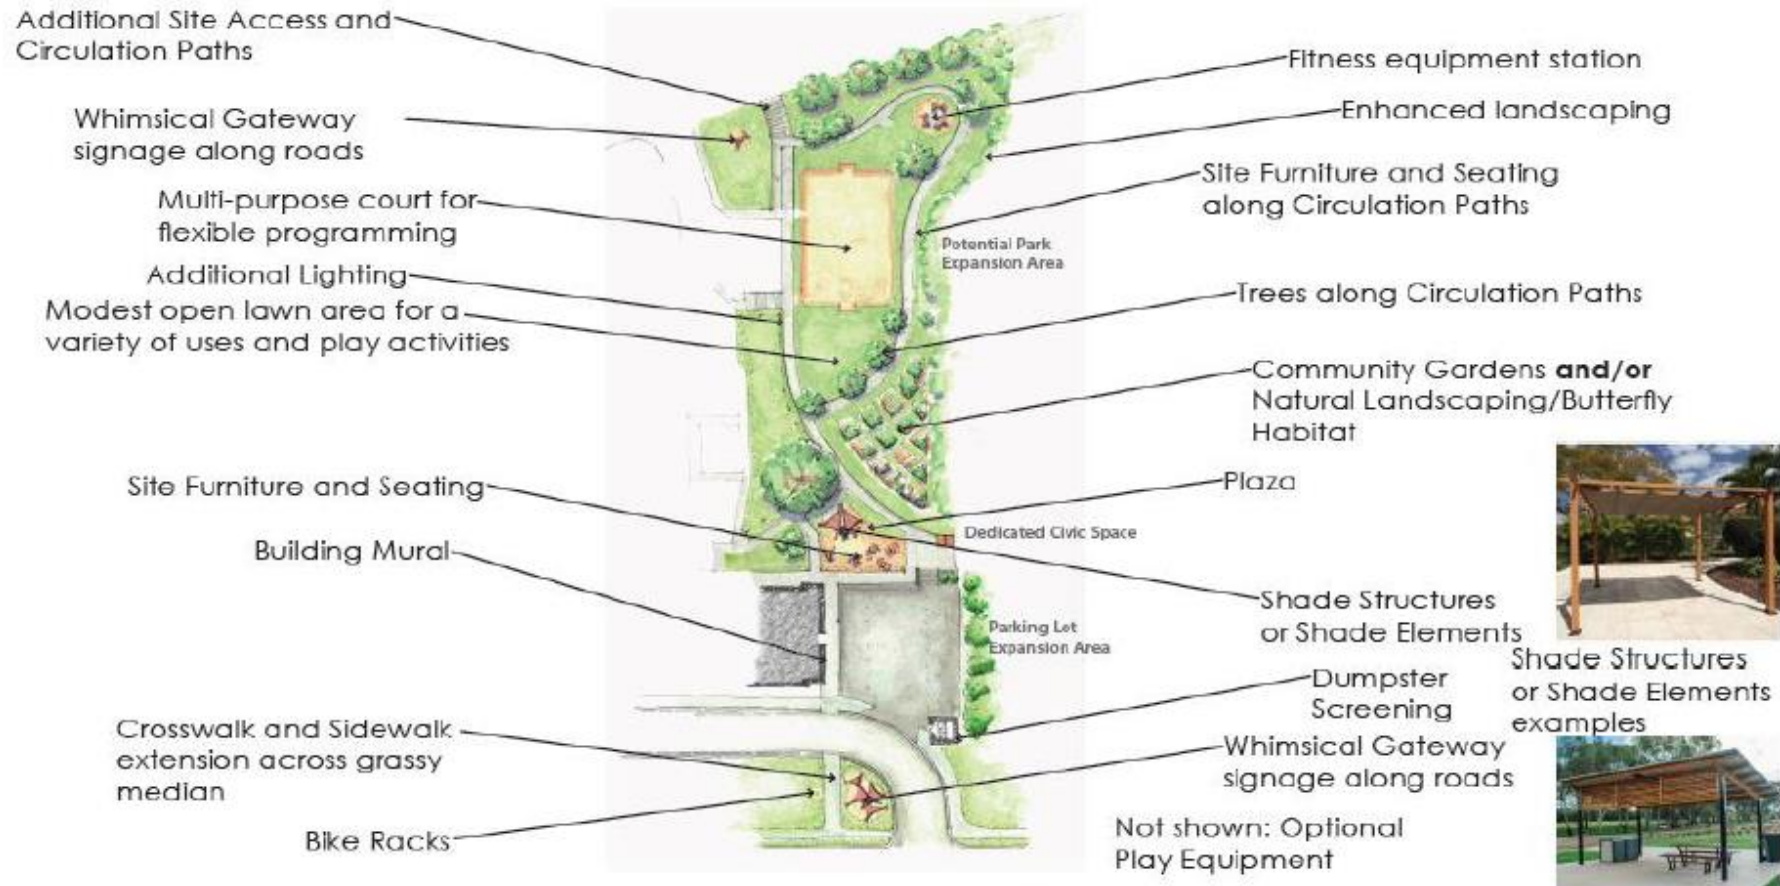 Additional Site Access and
Circulation Paths
Whimsical Gateway
signage along roads
Multi-purpose court for
flexible programming
Additional Lighting
Modest open lawn area for a
variety of uses and play activities
Site Furniture and Seating
Building Mural
Crosswalk and Sidewalk
extension across grassy
median
Bike Racks
Potential Park
Expansion Area
Dedicated Civic Space
Parking Lot
Expansion Area
Fitness equipment station
Enhanced landscaping
Site Furniture and Seating
along Circulation Paths
Trees along Circulation Paths
Community Gardens and/or
Natural Landscaping/Butterfly
Habitat
Plaza
Shade Structures
or Shade Elements
Shade Structures
or Shade Elements
examples
Dumpster
Screening
Whimsical Gateway
signage along roads
Not shown: Optional
Play Equipment